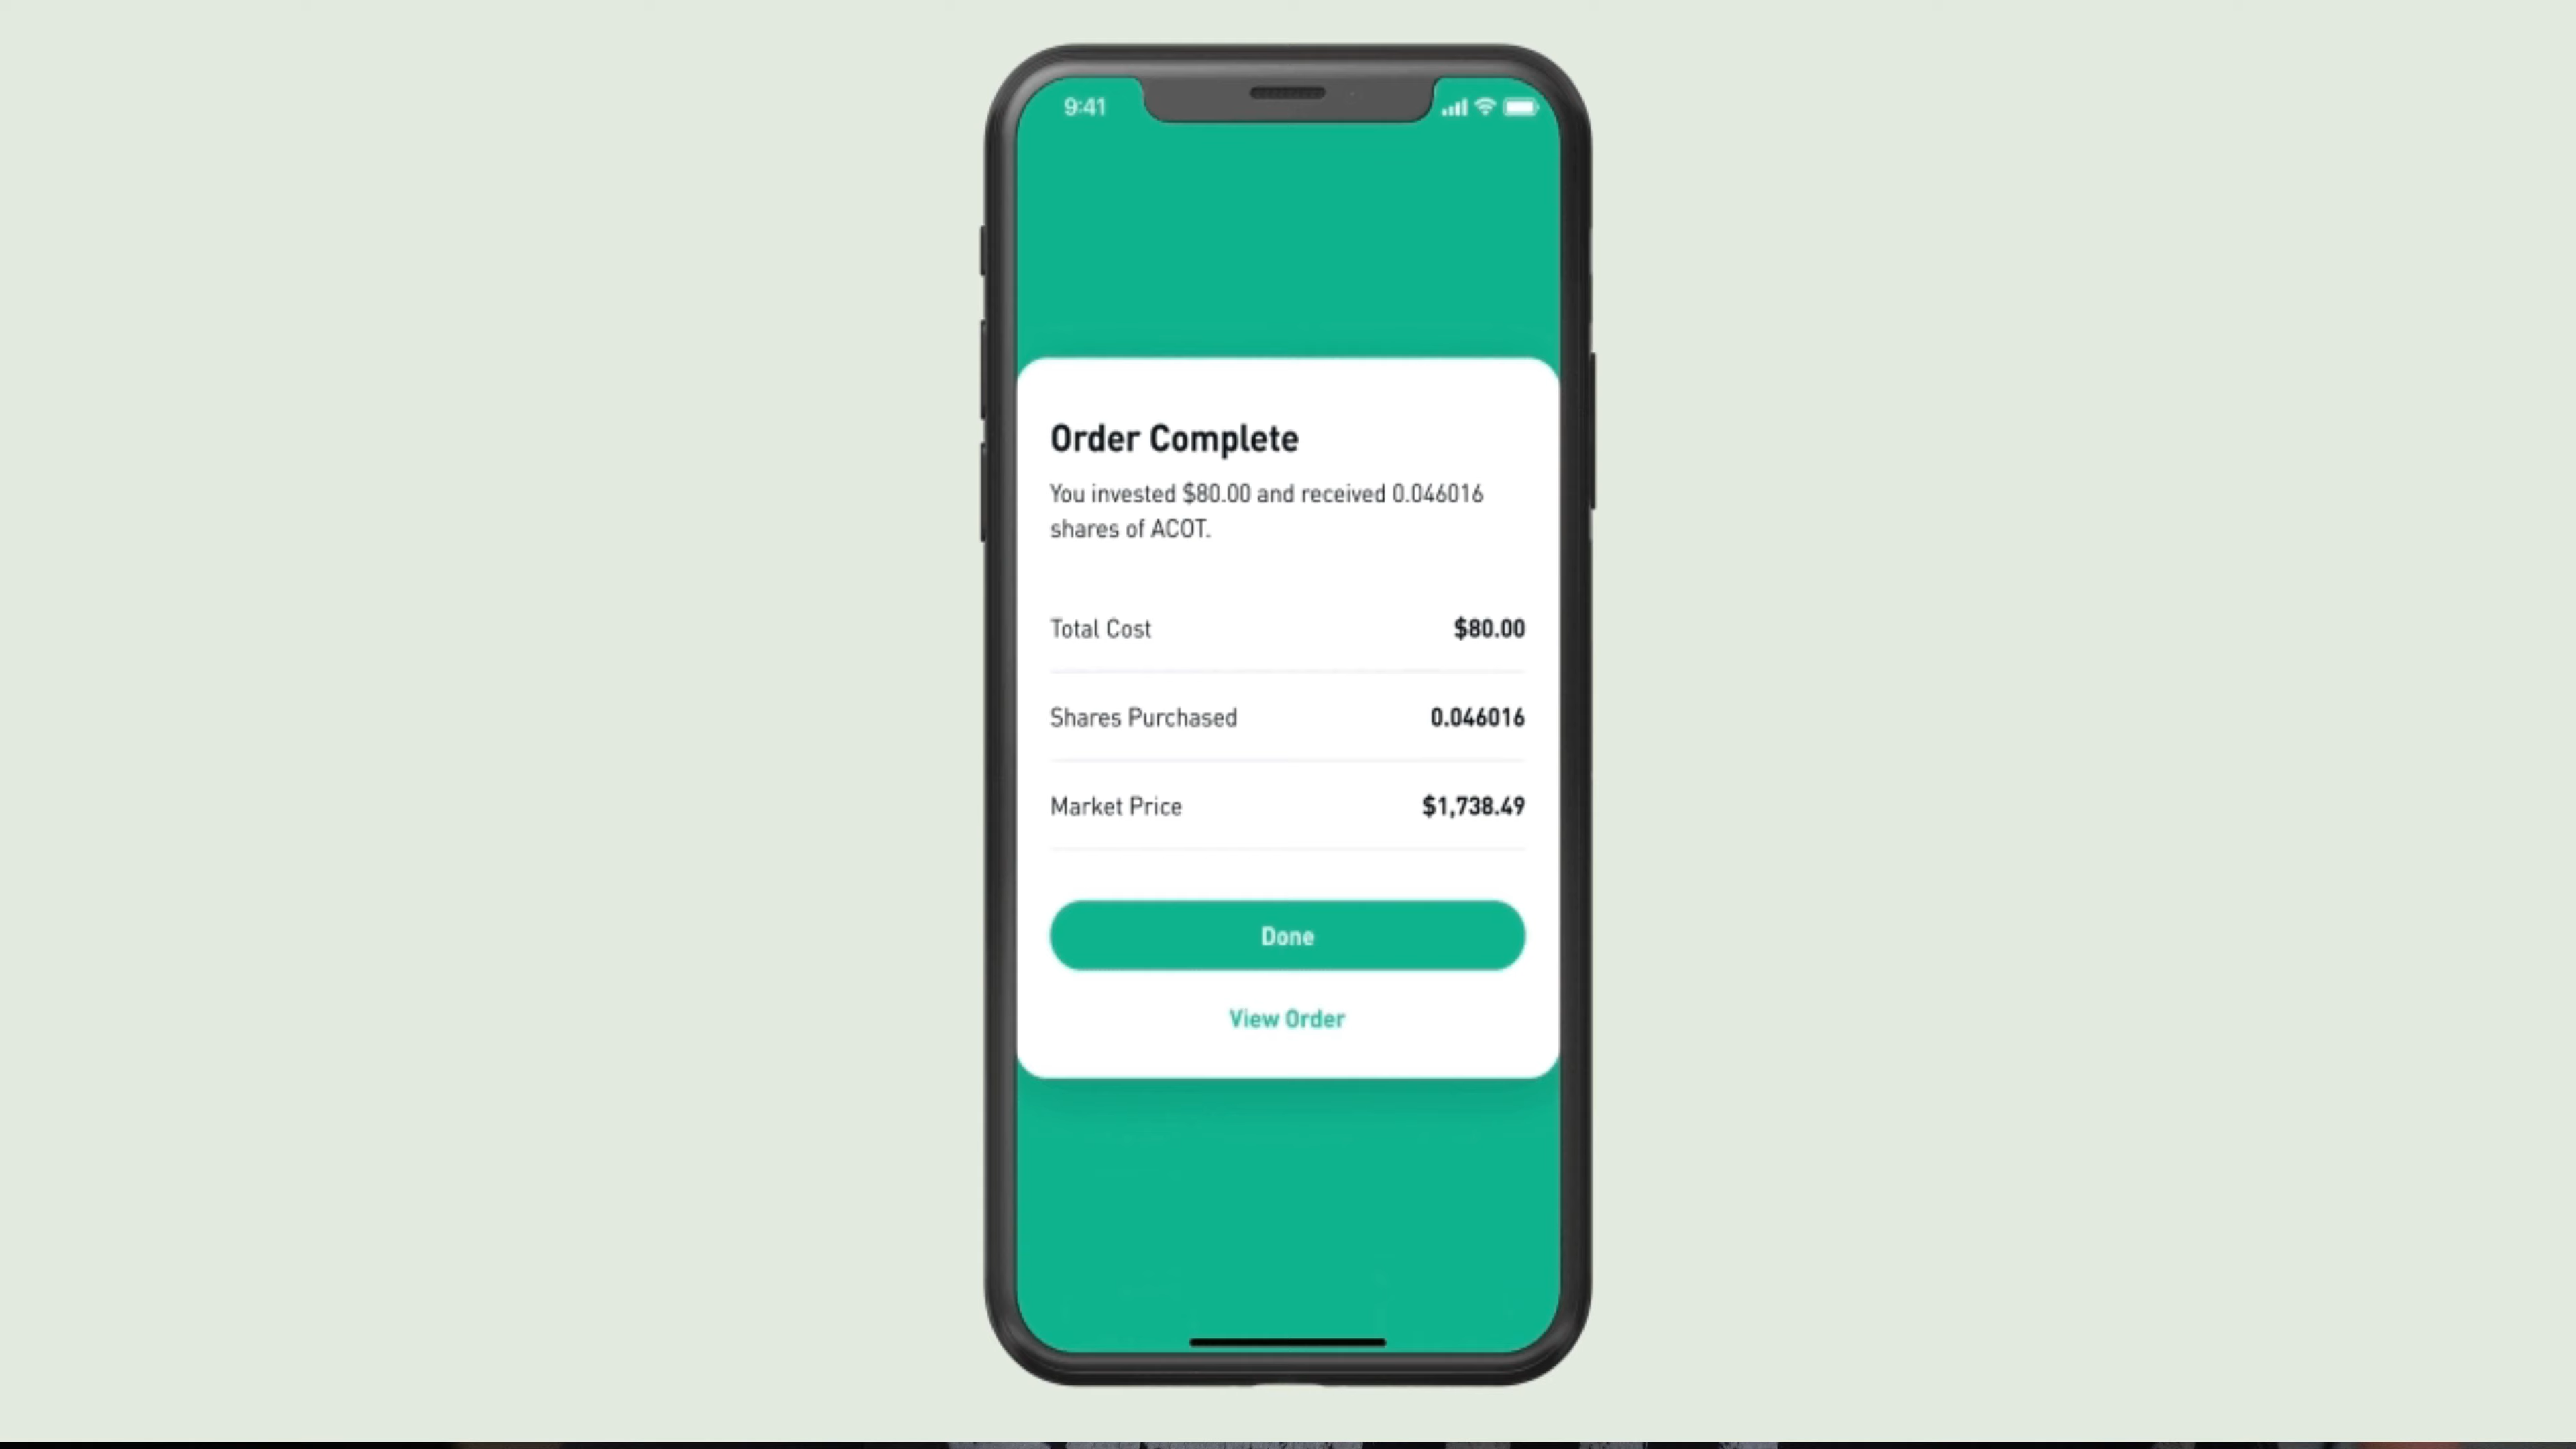 9:41
Order Complete
You invested $80.00 and received 0.046016
shares of ACOT.
Total Cost $80.00
Shares Purchased 0.046016
Market Price $1,738.49
Done
View Order